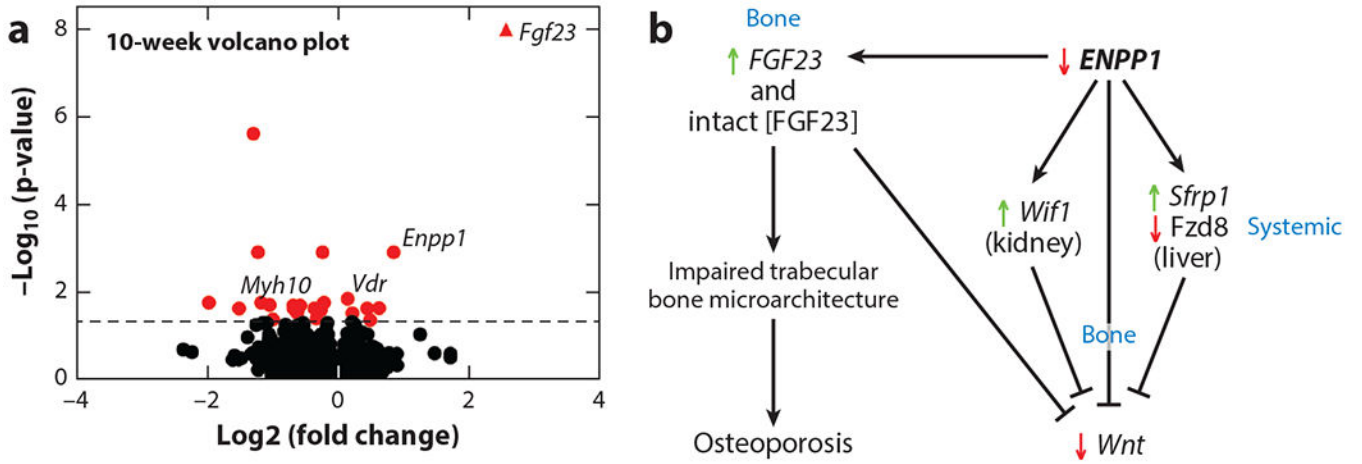 a
10-week volcano plot
Fgf23
Enpp1
Myh10
Vdr
8
6
4
2
0
−4
−2
0
2
4
−Log10 (p-value)
Log2 (fold change)
b
Bone
↑ FGF23
and
intact [FGF23]
↓ ENPP1
↑ Wif1
(kidney)
↑ Sfrp1
↓ Fzd8
(liver)
Systemic
Impaired trabecular
bone microarchitecture
Bone
Osteoporosis
↓ Wnt